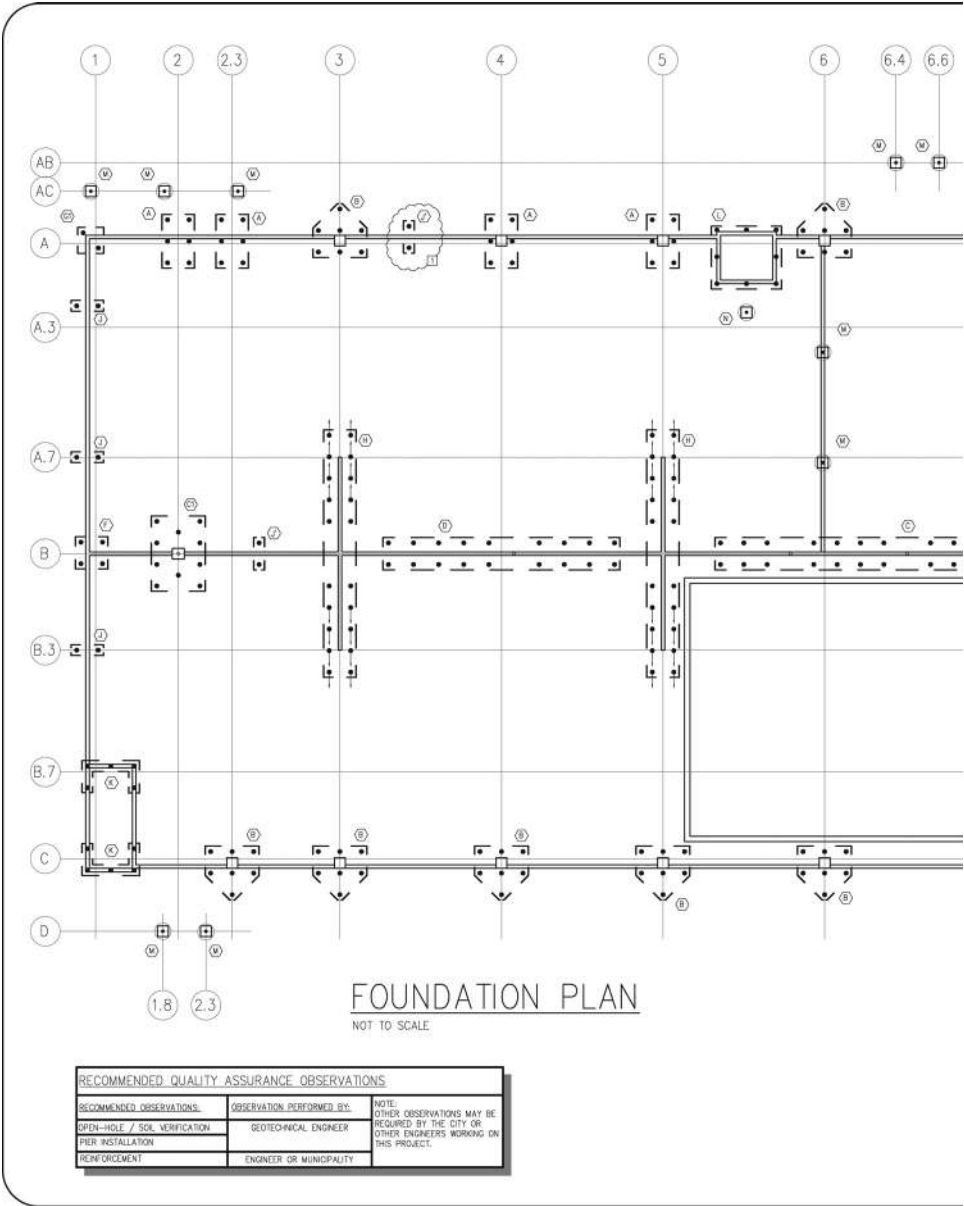 1 2 2.3 3 4 5 6 6.4 6.6
AB
M M
AC
M M M
G1 A A B J' A A L B
A
1
J
N
A.3
M
J
A.7
H H
M
F C1 J' D C
B
J
B.3
B.7
K
K
C
B B B
B B
D
M M
1.8 2.3
FOUNDATION PLAN
NOT TO SCALE
RECOMMENDED QUALITY ASSURANCE OBSERVATIONS
RECOMMENDED OBSERVATIONS: OBSERVATION PERFORMED BY: NOTE:
OTHER OBSERVATIONS MAY BE
REQUIRED BY THE CITY OR
OTHER ENGINEERS WORKING ON
THIS PROJECT.
OPEN-HOLE / SOIL VERIFICATION GEOTECHNICAL ENGINEER
PIER INSTALLATION
REINFORCEMENT ENGINEER OR MUNICIPALITY